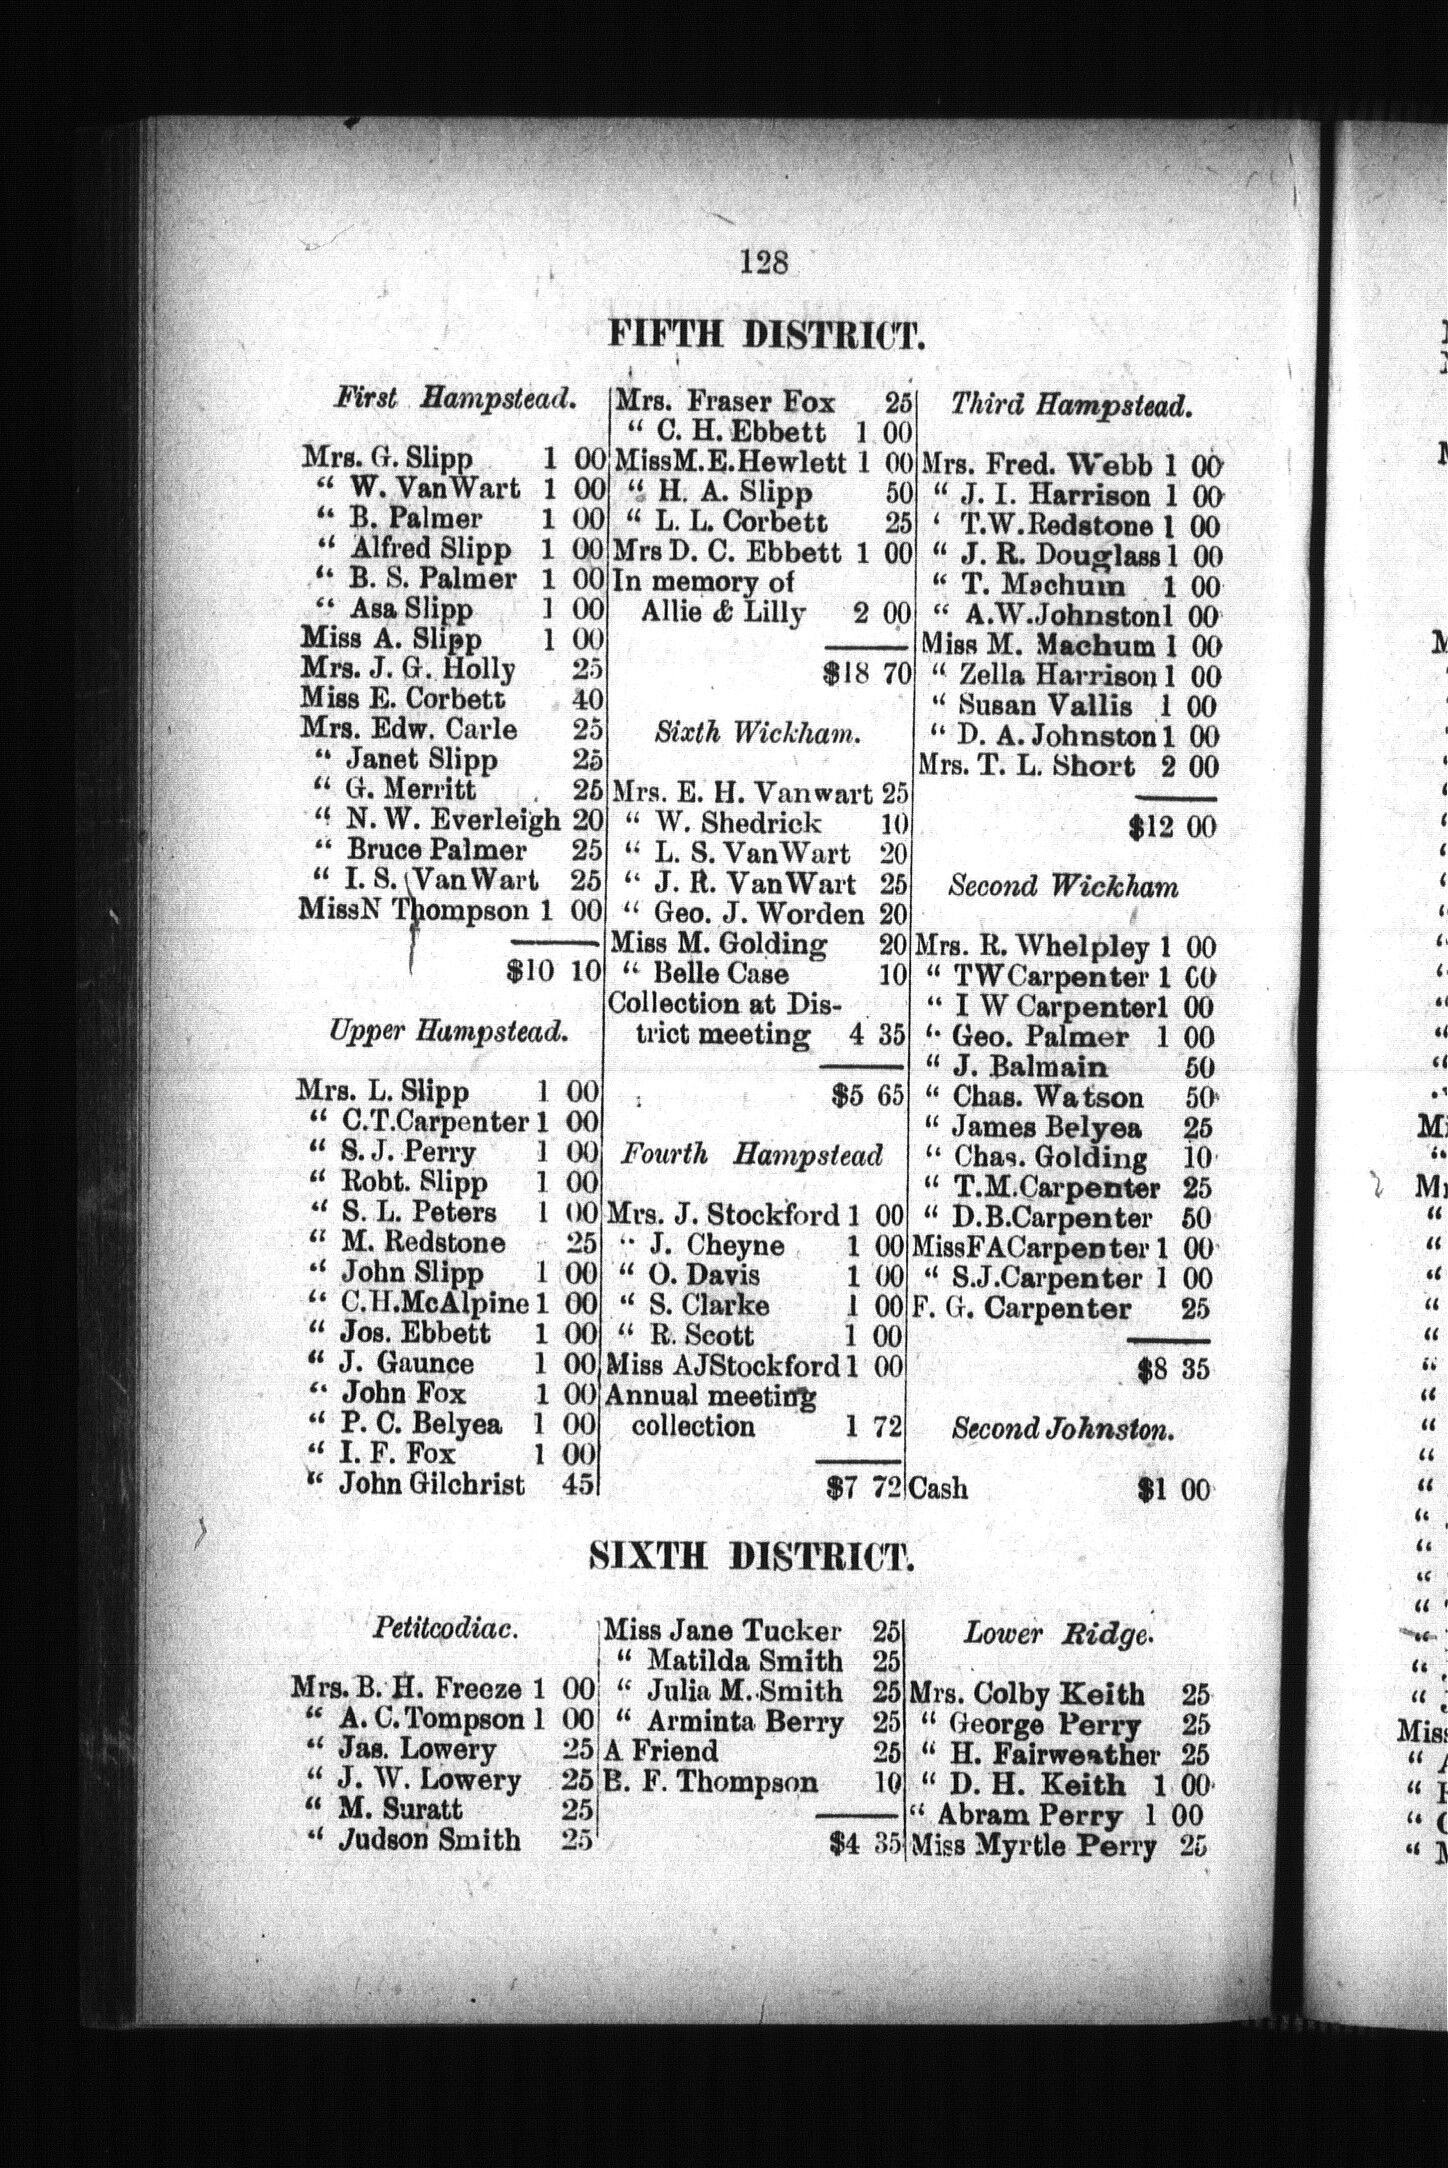 128
FIFTH DISTRICT.
First Hampstead.
Mrs. G. Slipp 1 00
“ W. VanWart 1 00
“ B. Palmer 1 00
“ Alfred Slipp 1 00
“ B. S. Palmer 1 00
“ Asa Slipp 1 00
Miss A. Slipp 1 00
Mrs. J. G. Holly 25
Miss E. Corbett 40
Mrs. Edw. Carle 25
“ Janet Slipp 25
“ G. Merritt 25
“ N. W. Everleigh 20
“ Bruce Palmer 25
“ I. S. VanWart 25
MissN Thompson 1 00
$10 10
Upper Hampstead.
Mrs. L. Slipp 1 00
“ C.T.Carpenter 1 00
“ S. J. Perry 1 00
“ Robt. Slipp 1 00
“ S. L. Peters 1 00
“ M. Redstone 25
“ John Slipp 1 00
“ C.H.McAlpine 1 00
“ Jos. Ebbett 1 00
“ J. Gaunce 1 00
“ John Fox 1 00
“ P. C. Belyea 1 00
“ I. F. Fox 1 00
“ John Gilchrist 45
Mrs. Fraser Fox 25
“ C. H. Ebbett 1 00
MissM.E.Hewlett 1 00
“ H. A. Slipp 50
“ L. L. Corbett 25
Mrs D. C. Ebbett 1 00
In memory of
Allie & Lilly 2 00
$18 70
Sixth Wickham.
Mrs. E. H. Vanwart 25
“ W. Shedrick 10
“ L. S. VanWart 20
“ J. R. VanWart 25
“ Geo. J. Worden 20
Miss M. Golding 20
“ Belle Case 10
Collection at Dis-
trict meeting 4 35
$5 65
Fourth Hampstead
Mrs. J. Stockford 1 00
“ J. Cheyne 1 00
“ O. Davis 1 00
“ S. Clarke 1 00
“ R. Scott 1 00
Miss AJStockford 1 00
Annual meeting
collection 1 72
$7 72
Third Hampstead.
Mrs. Fred. Webb 1 00
“ J. I. Harrison 1 00
‘ T.W.Redstone 1 00
“ J. R. Douglass 1 00
“ T. Machum 1 00
“ A.W.Johnston 1 00
Miss M. Machum 1 00
“ Zella Harrison 1 00
“ Susan Vallis 1 00
“ D. A. Johnston 1 00
Mrs. T. L. Short 2 00
$12 00
Second Wickham
Mrs. R. Whelpley 1 00
“ TWCarpenter 1 00
“ I W Carpenter 1 00
“ Geo. Palmer 1 00
“ J. Balmain 50
“ Chas. Watson 50
“ James Belyea 25
“ Chas. Golding 10
“ T.M.Carpenter 25
“ D.B.Carpenter 50
MissFACarpenter 1 00
“ S.J.Carpenter 1 00
F. G. Carpenter 25
$8 35
Second Johnston.
Cash $1 00
SIXTH DISTRICT.
Petitcodiac.
Mrs. B. H. Freeze 1 00
“ A. C. Tompson 1 00
“ Jas. Lowery 25
“ J. W. Lowery 25
“ M. Suratt 25
“ Judson Smith 25
Miss Jane Tucker 25
“ Matilda Smith 25
“ Julia M. Smith 25
“ Arminta Berry 25
A Friend 25
B. F. Thompson 10
$4 35
Lower Ridge.
Mrs. Colby Keith 25
“ George Perry 25
“ H. Fairweather 25
“ D. H. Keith 1 00
“ Abram Perry 1 00
Miss Myrtle Perry 25